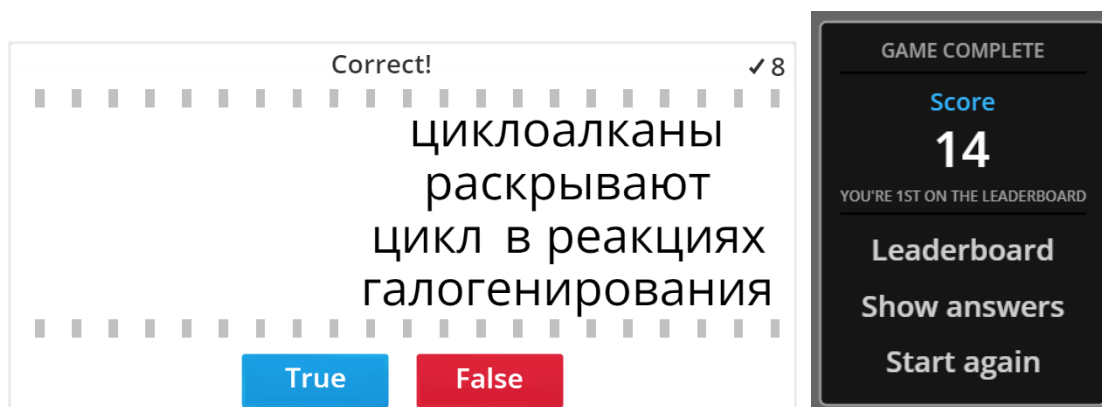 Correct!
✓ 8
циклоалканы
раскрывают
цикл в реакциях
галогенирования
True
False
GAME COMPLETE
Score
14
YOU'RE 1ST ON THE LEADERBOARD
Leaderboard
Show answers
Start again